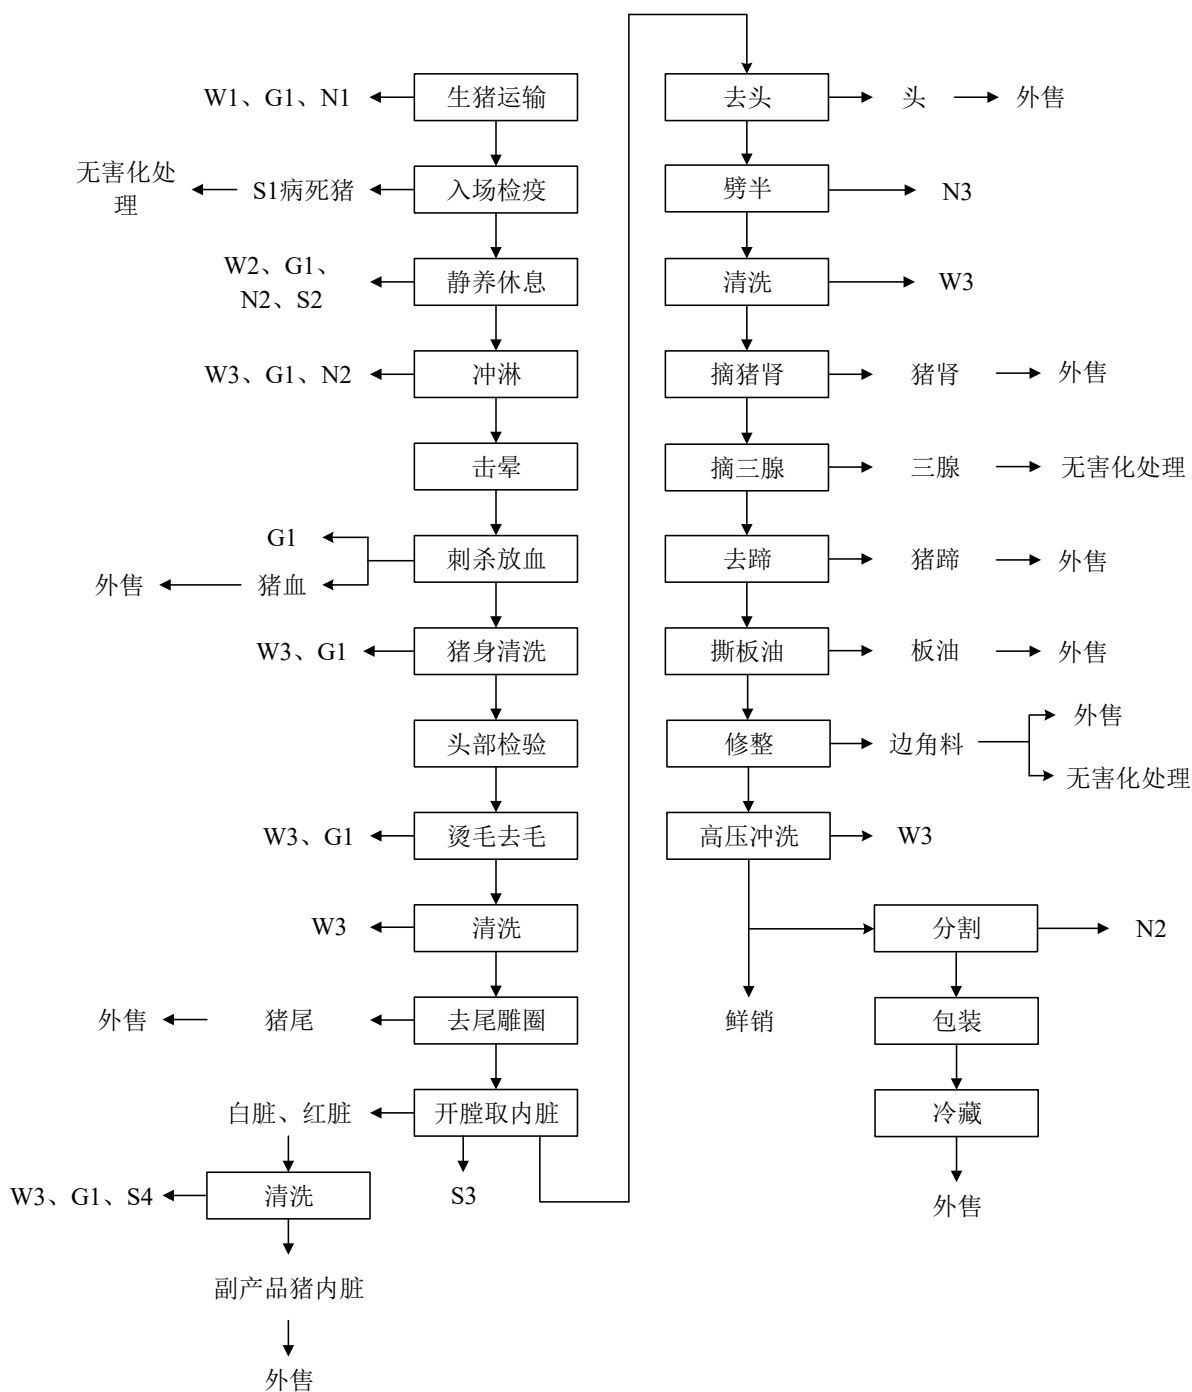 W1、G1、N1
生猪运输
无害化处
理
S1病死猪
入场检疫
W2、G1、
N2、S2
静养休息
W3、G1、N2
冲淋
击晕
G1
外售
猪血
刺杀放血
W3、G1
猪身清洗
头部检验
W3、G1
烫毛去毛
W3
清洗
外售
猪尾
去尾雕圈
白脏、红脏
开膛取内脏
S3
W3、G1、S4
清洗
副产品猪内脏
外售
去头
头
外售
劈半
N3
清洗
W3
摘猪肾
猪肾
外售
摘三腺
三腺
无害化处理
去蹄
猪蹄
外售
撕板油
板油
外售
修整
边角料
外售
无害化处理
高压冲洗
W3
分割
N2
鲜销
包装
冷藏
外售